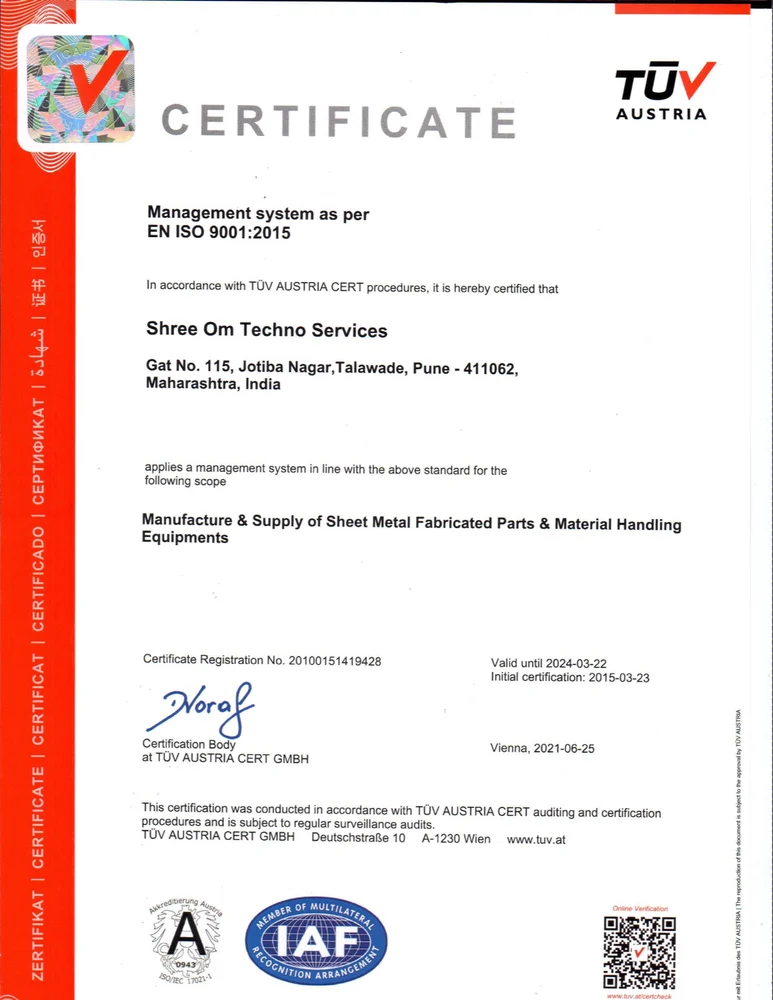 TÜV
AUSTRIA
CERTIFICATE
Management system as per
EN ISO 9001:2015
In accordance with TÜV AUSTRIA CERT procedures, it is hereby certified that
Shree Om Techno Services
Gat No. 115, Jotiba Nagar,Talawade, Pune - 411062,
Maharashtra, India
applies a management system in line with the above standard for the
following scope
Manufacture & Supply of Sheet Metal Fabricated Parts & Material Handling
Equipments
Certificate Registration No. 20100151419428
Valid until 2024-03-22
Initial certification: 2015-03-23
Certification Body
at TÜV AUSTRIA CERT GMBH
Vienna, 2021-06-25
This certification was conducted in accordance with TÜV AUSTRIA CERT auditing and certification
procedures and is subject to regular surveillance audits.
TÜV AUSTRIA CERT GMBH Deutschstraße 10 A-1230 Wien www.tuv.at
Akkreditierung Austria
A
0943
ISO/IEC 17021-1
MEMBER OF MULTILATERAL
IAF
RECOGNITION ARRANGEMENT
Online Verification
www.tuv.at/certcheck
ZERTIFIKAT | CERTIFICATE | CERTIFICAT | CERTIFICADO | СЕРТИФИКАТ | شهادة | 证书 | 인증서
mit Erlaubnis des TÜV AUSTRIA | The reproduction of this document is subject to the approval by TÜV AUSTRIA